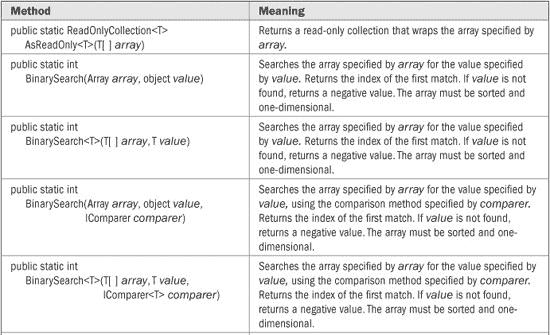 Method
Meaning
public static ReadOnlyCollection<T>
AsReadOnly<T>(T[ ] array)
Returns a read-only collection that wraps the array specified by
array.
public static int
BinarySearch(Array array, object value)
Searches the array specified by array for the value specified
by value. Returns the index of the first match. If value is not
found, returns a negative value. The array must be sorted and
one-dimensional.
public static int
BinarySearch<T>(T[ ] array, T value)
Searches the array specified by array for the value specified
by value. Returns the index of the first match. If value is not
found, returns a negative value. The array must be sorted and
one-dimensional.
public static int
BinarySearch(Array array, object value,
IComparer comparer)
Searches the array specified by array for the value specified by
value, using the comparison method specified by comparer.
Returns the index of the first match. If value is not found,
returns a negative value. The array must be sorted and one-
dimensional.
public static int
BinarySearch<T>(T[ ] array, T value,
IComparer<T> comparer)
Searches the array specified by array for the value specified by
value, using the comparison method specified by comparer.
Returns the index of the first match. If value is not found,
returns a negative value. The array must be sorted and one-
dimensional.